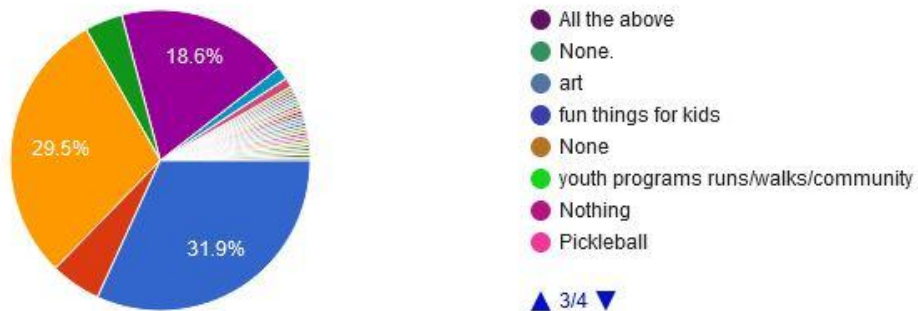 18.6%
29.5%
31.9%
All the above
None.
art
fun things for kids
None
youth programs runs/walks/community
Nothing
Pickleball
▲ 3/4 ▼